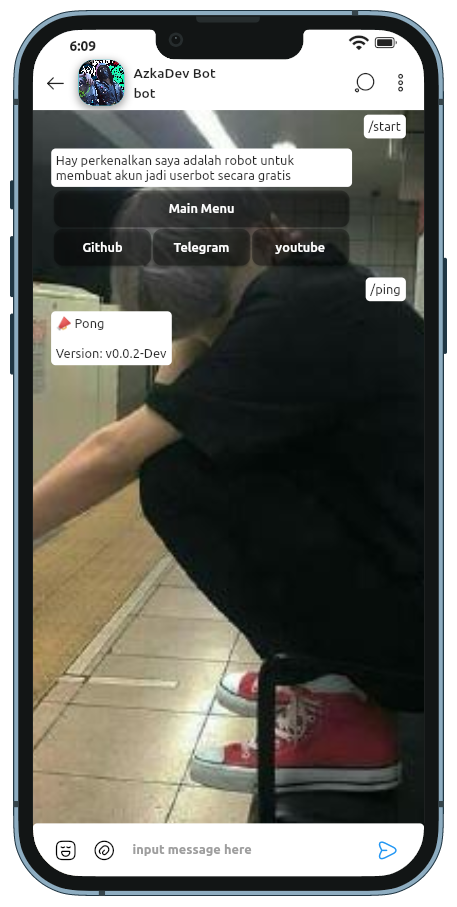 6:09
AzkaDev Bot
bot
/start
Hay perkenalkan saya adalah robot untuk
membuat akun jadi userbot secara gratis
Main Menu
Github Telegram youtube
/ping
Pong
Version: v0.0.2-Dev
input message here